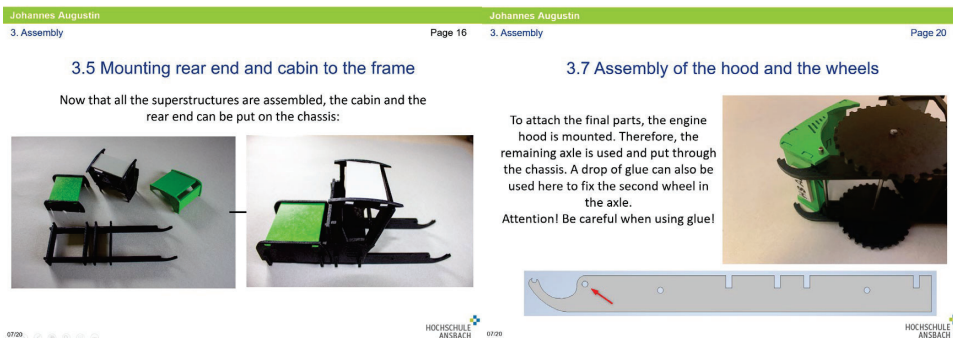 Johannes Augustin
3. Assembly
Page 16
3.5 Mounting rear end and cabin to the frame
Now that all the superstructures are assembled, the cabin and the
rear end can be put on the chassis:
07/20
HOCHSCHULE
ANSBACH
Johannes Augustin
3. Assembly
Page 20
3.7 Assembly of the hood and the wheels
To attach the final parts, the engine
hood is mounted. Therefore, the
remaining axle is used and put through
the chassis. A drop of glue can also be
used here to fix the second wheel in
the axle.
Attention! Be careful when using glue!
07/20
HOCHSCHULE
ANSBACH